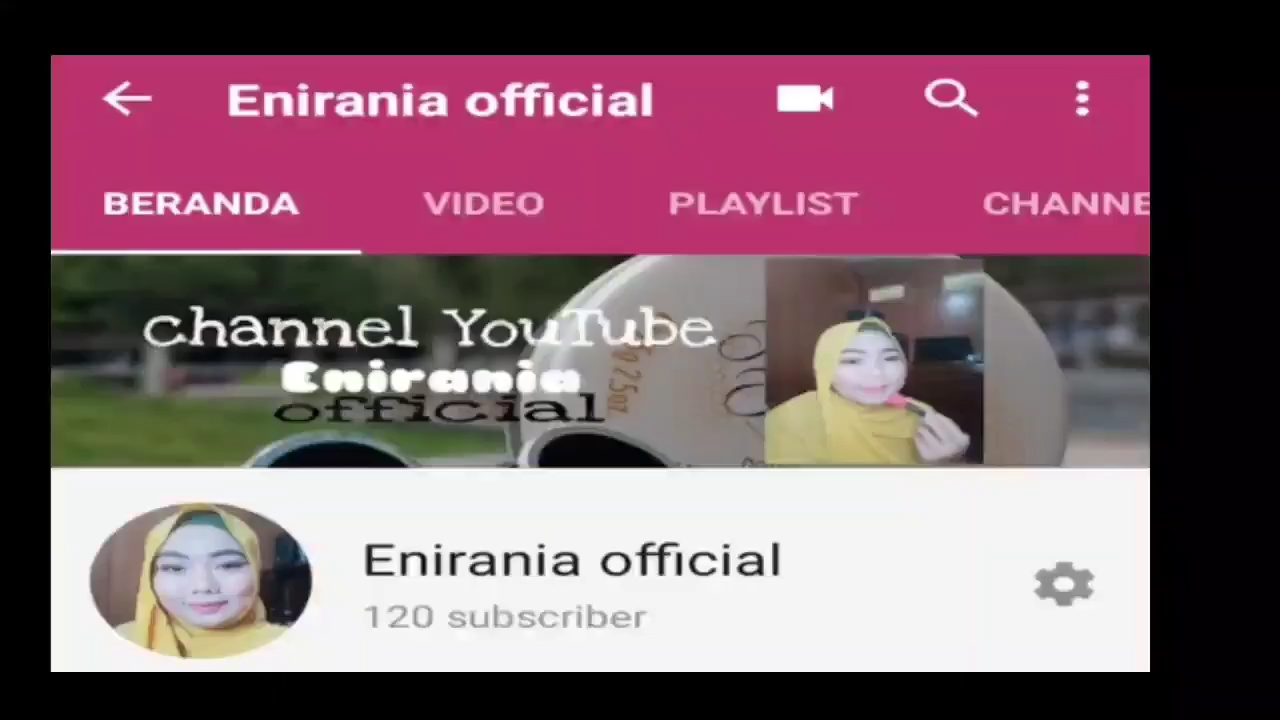 Enirania official
BERANDA VIDEO PLAYLIST CHANNE
channel YouTube
Enirania
official
Enirania official
120 subscriber